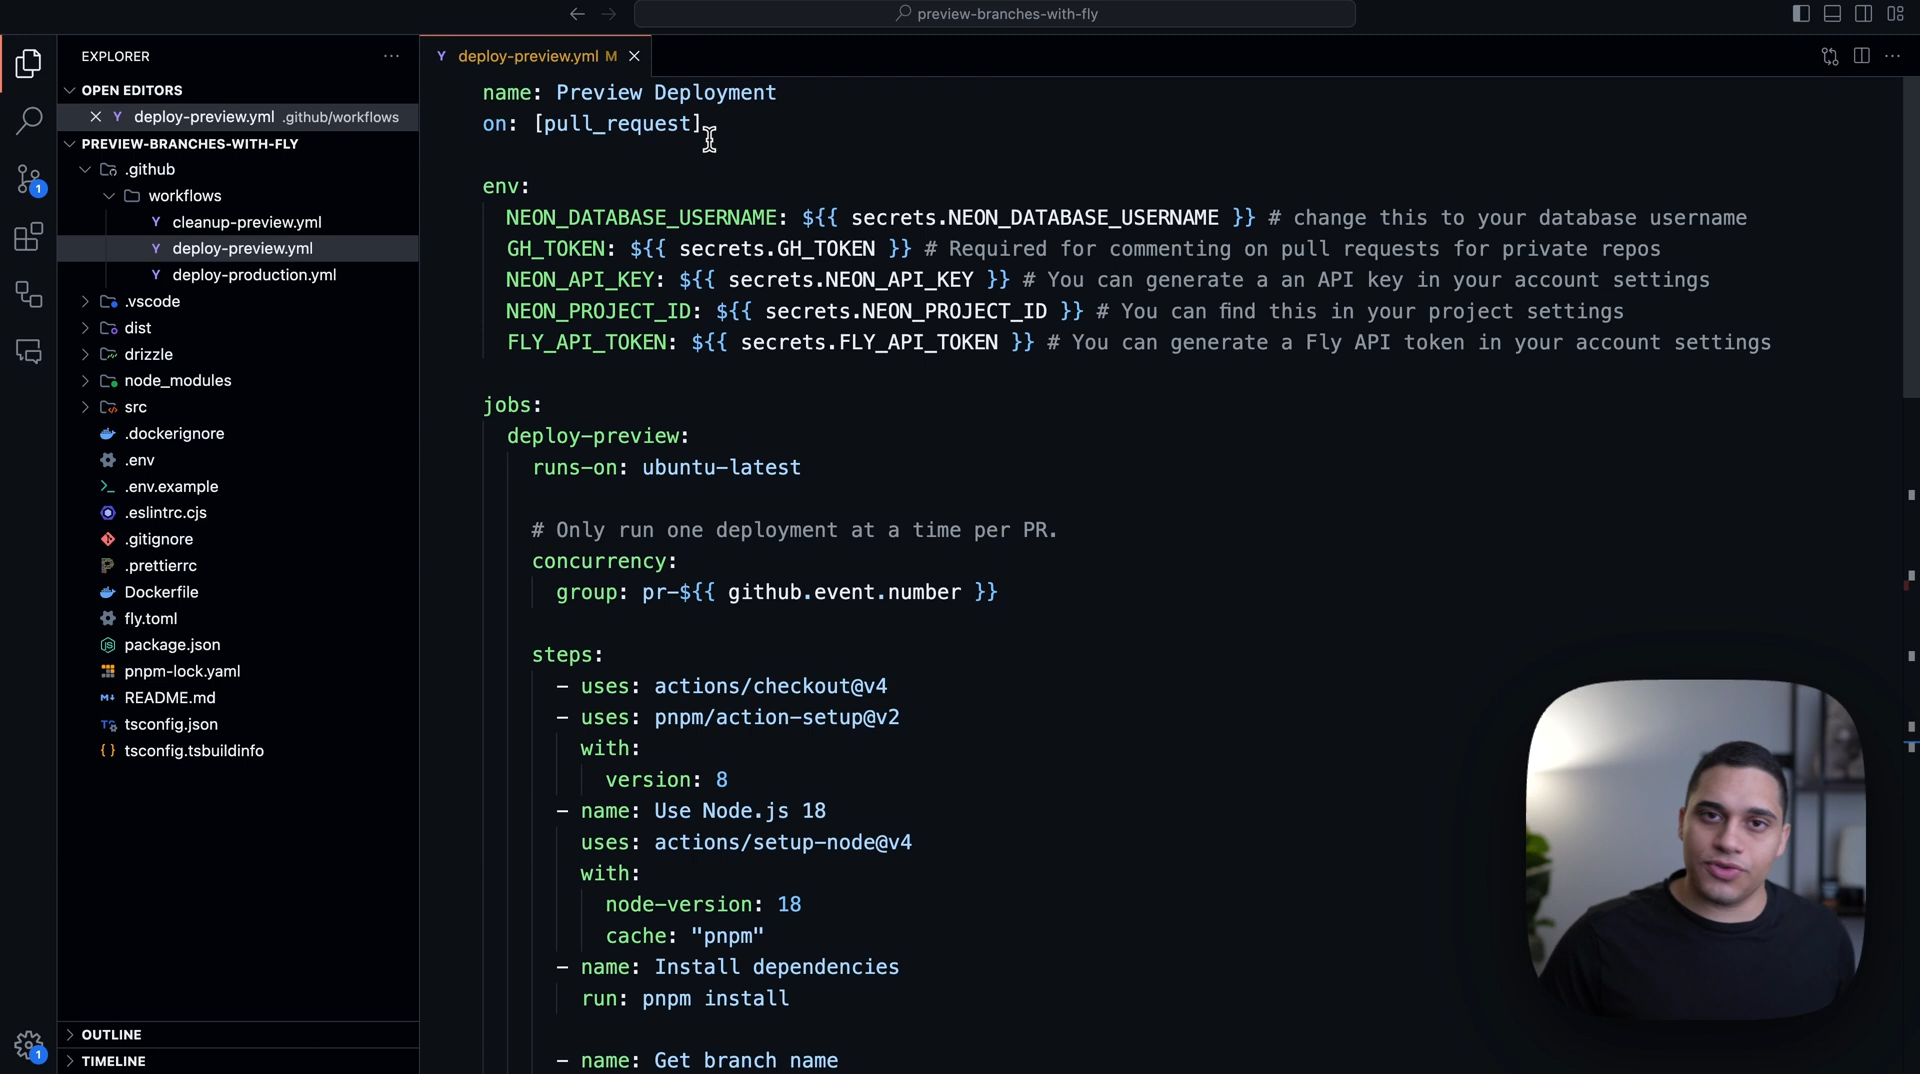 preview-branches-with-fly
EXPLORER
OPEN EDITORS
deploy-preview.yml .github/workflows
PREVIEW-BRANCHES-WITH-FLY
.github
workflows
cleanup-preview.yml
deploy-preview.yml
deploy-production.yml
.vscode
dist
drizzle
node_modules
src
.dockerignore
.env
.env.example
.eslintrc.cjs
.gitignore
.prettierrc
Dockerfile
fly.toml
package.json
pnpm-lock.yaml
README.md
tsconfig.json
tsconfig.tsbuildinfo
OUTLINE
TIMELINE
1
1
deploy-preview.yml M
name: Preview Deployment
on: [pull_request]
env:
NEON_DATABASE_USERNAME: ${{ secrets.NEON_DATABASE_USERNAME }} # change this to your database username
GH_TOKEN: ${{ secrets.GH_TOKEN }} # Required for commenting on pull requests for private repos
NEON_API_KEY: ${{ secrets.NEON_API_KEY }} # You can generate a an API key in your account settings
NEON_PROJECT_ID: ${{ secrets.NEON_PROJECT_ID }} # You can find this in your project settings
FLY_API_TOKEN: ${{ secrets.FLY_API_TOKEN }} # You can generate a Fly API token in your account settings
jobs:
deploy-preview:
runs-on: ubuntu-latest
# Only run one deployment at a time per PR.
concurrency:
group: pr-${{ github.event.number }}
steps:
- uses: actions/checkout@v4
- uses: pnpm/action-setup@v2
with:
version: 8
- name: Use Node.js 18
uses: actions/setup-node@v4
with:
node-version: 18
cache: "pnpm"
- name: Install dependencies
run: pnpm install
- name: Get branch name